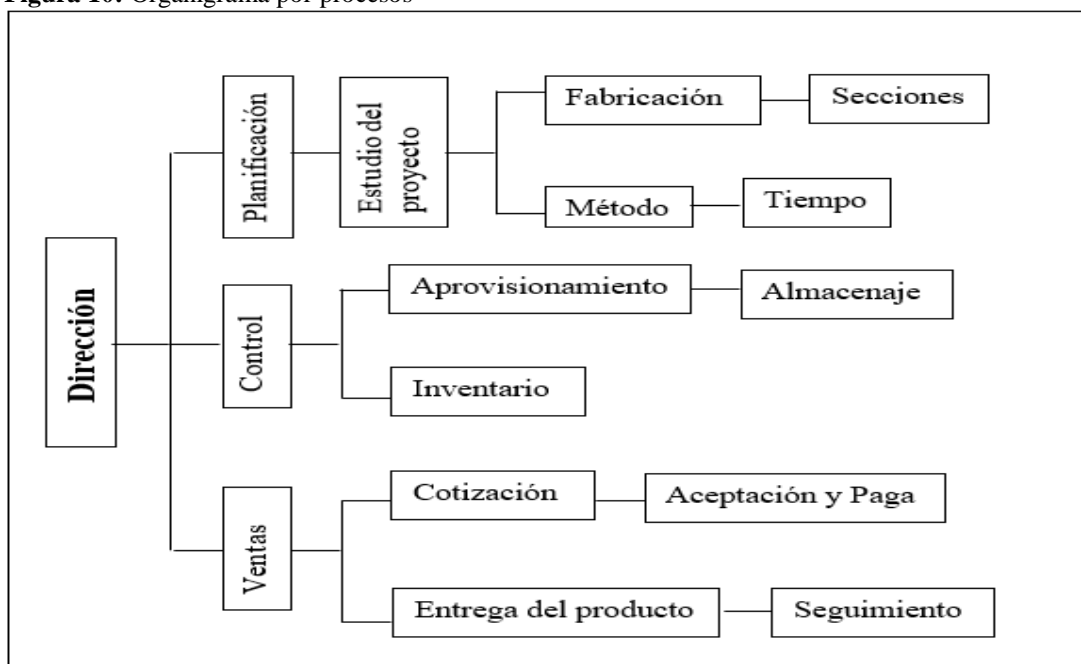 Figura 10: Organigrama por procesos
Dirección
Planificación
Estudio del
proyecto
Fabricación
Secciones
Método
Tiempo
Control
Aprovisionamiento
Almacenaje
Inventario
Ventas
Cotización
Aceptación y Paga
Entrega del producto
Seguimiento